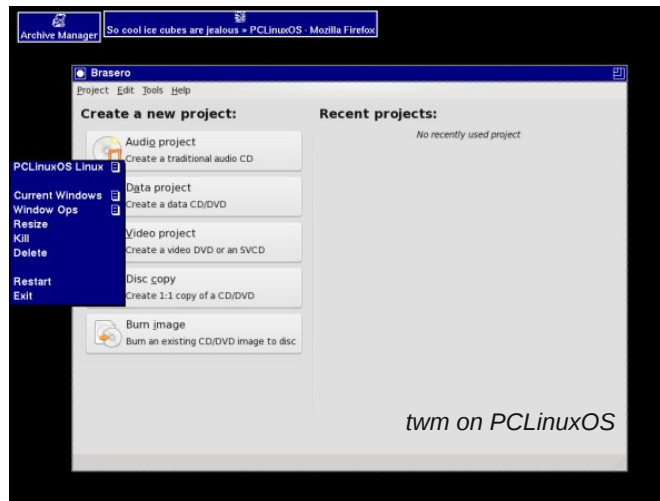 Archive Manager
So cool ice cubes are jealous » PCLinuxOS - Mozilla Firefox
Brasero
Project Edit Tools Help
Create a new project:
Audio project
Create a traditional audio CD
Data project
Create a data CD/DVD
Video project
Create a video DVD or an SVCD
Disc copy
Create 1:1 copy of a CD/DVD
Burn image
Burn an existing CD/DVD image to disc
Recent projects:
No recently used project
PCLinuxOS Linux
Current Windows
Window Ops
Resize
Kill
Delete
Restart
Exit
twm on PCLinuxOS